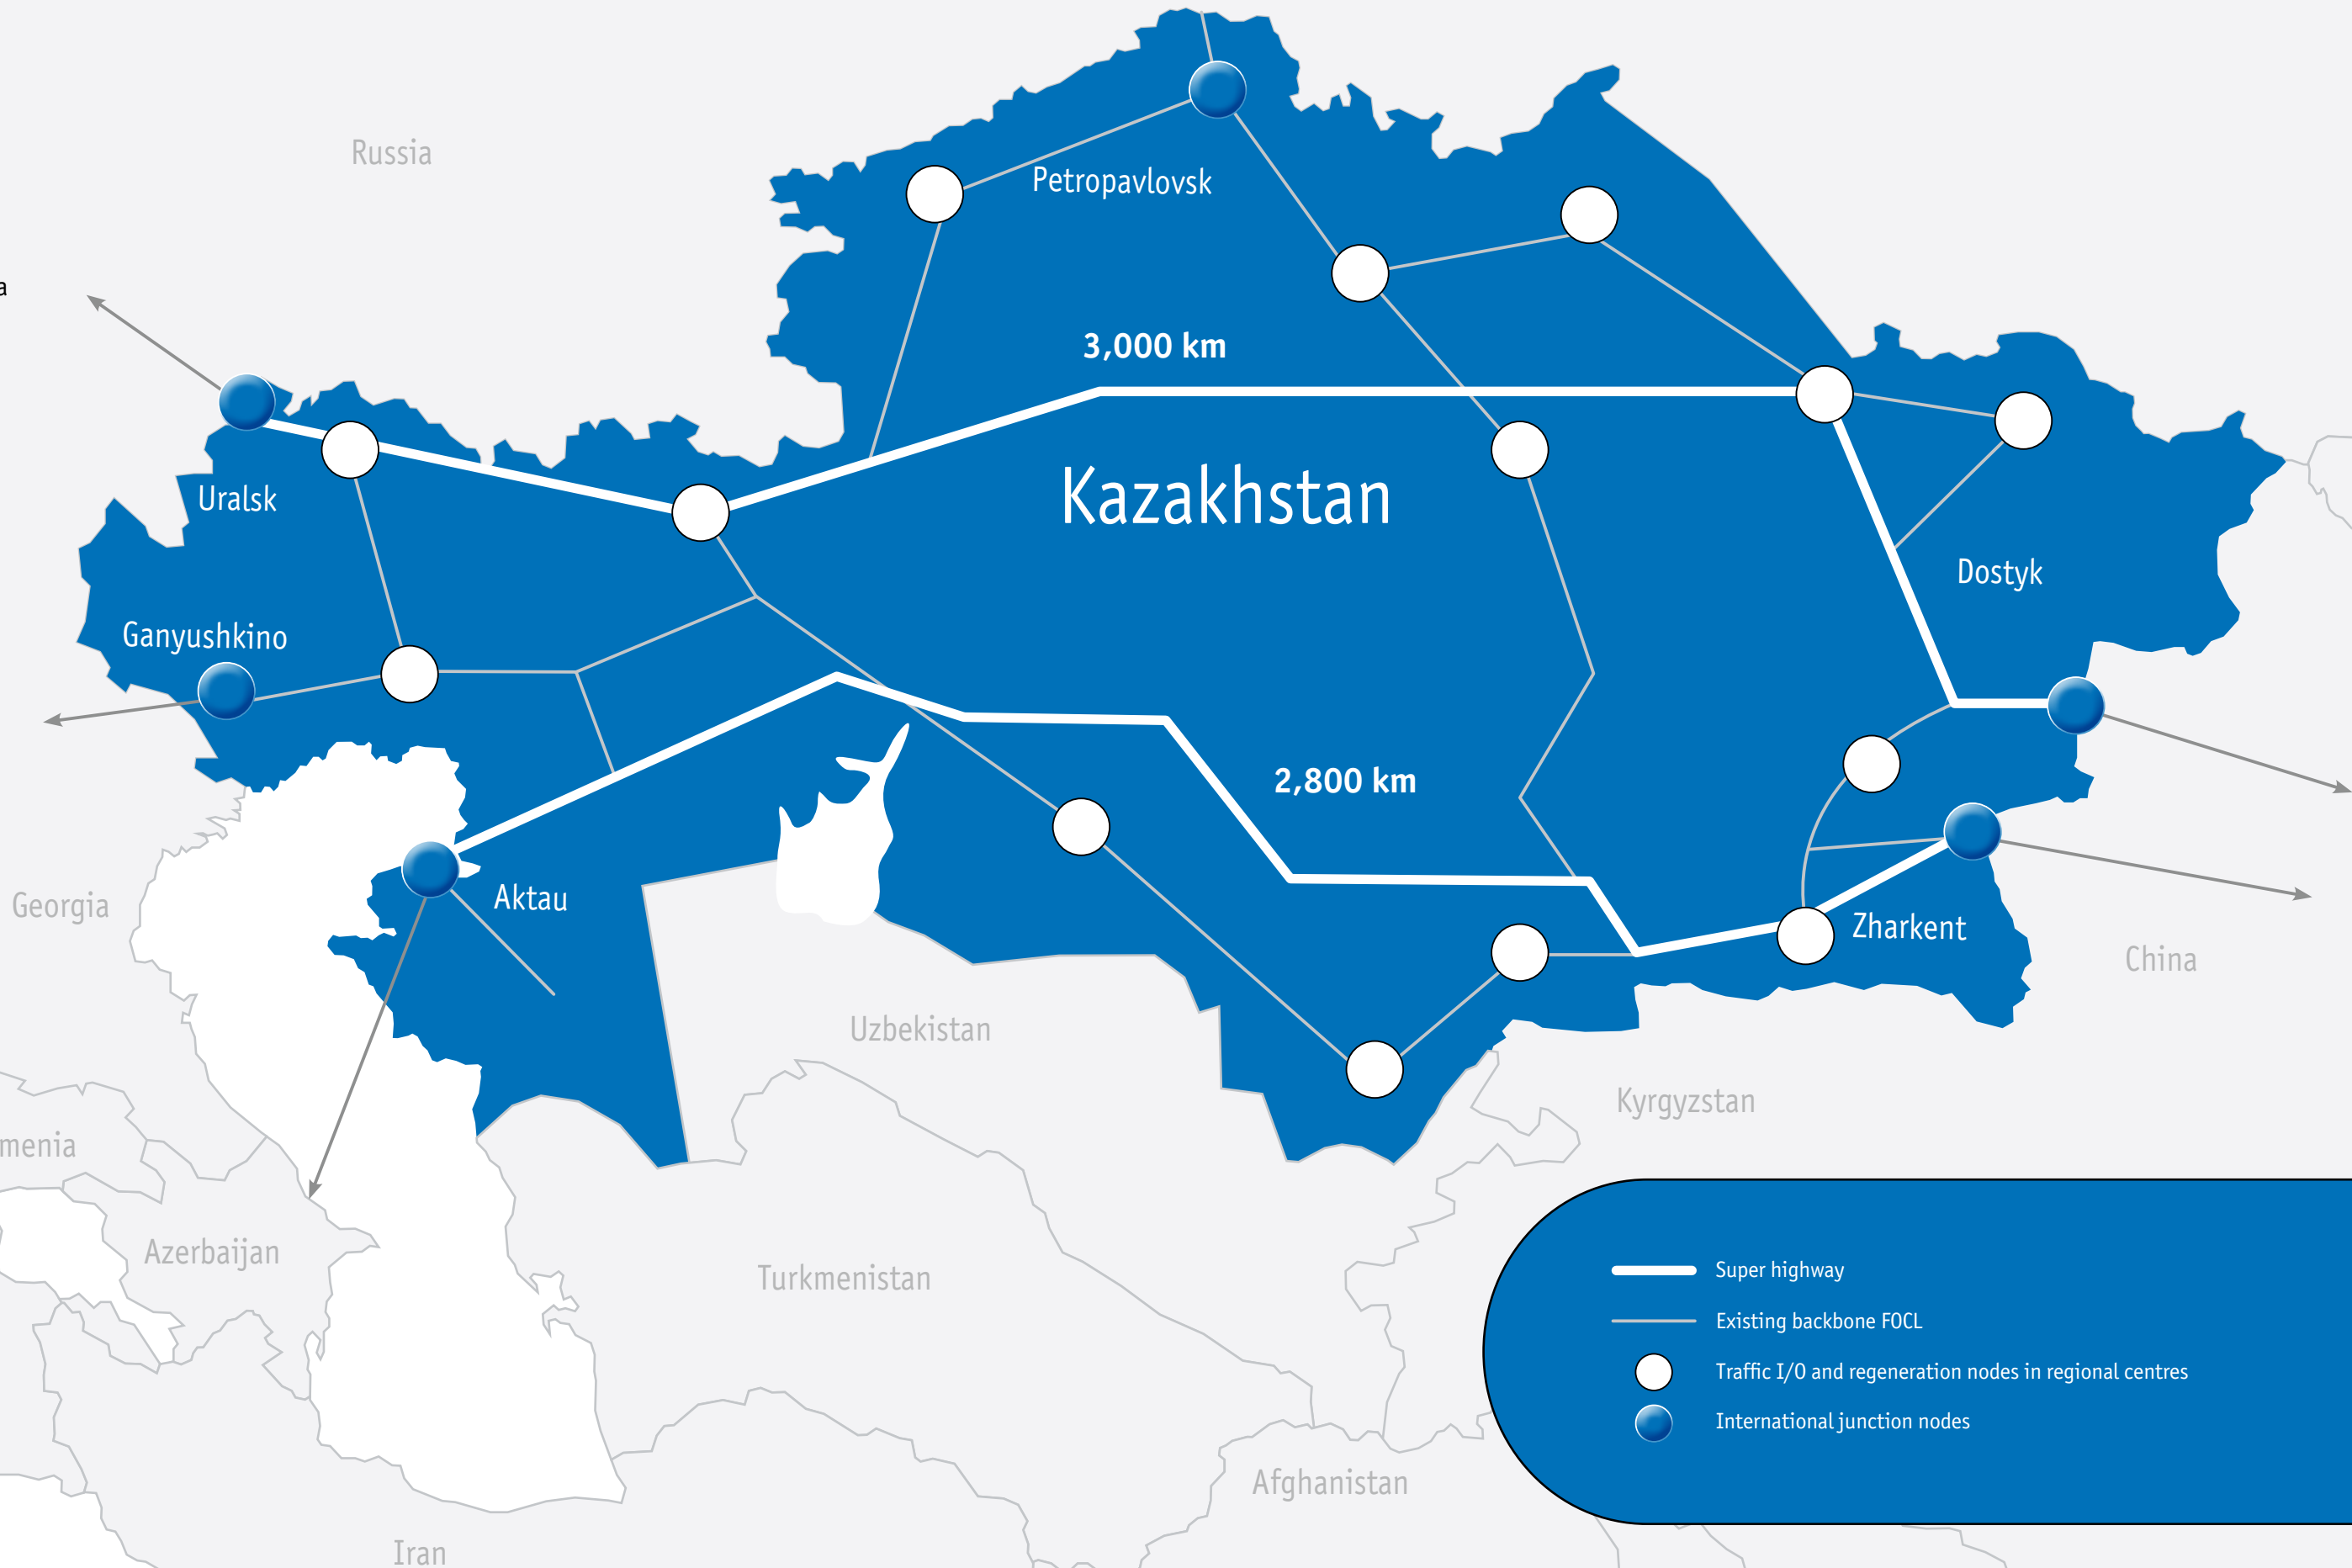 Russia
Petropavlovsk
a
3,000 km
Kazakhstan
Uralsk
Dostyk
Ganyushkino
2,800 km
Aktau
Georgia
Zharkent
China
Uzbekistan
Kyrgyzstan
menia
Azerbaijan
Turkmenistan
Super highway
Existing backbone FOCL
Traffic I/O and regeneration nodes in regional centres
International junction nodes
Afghanistan
Iran